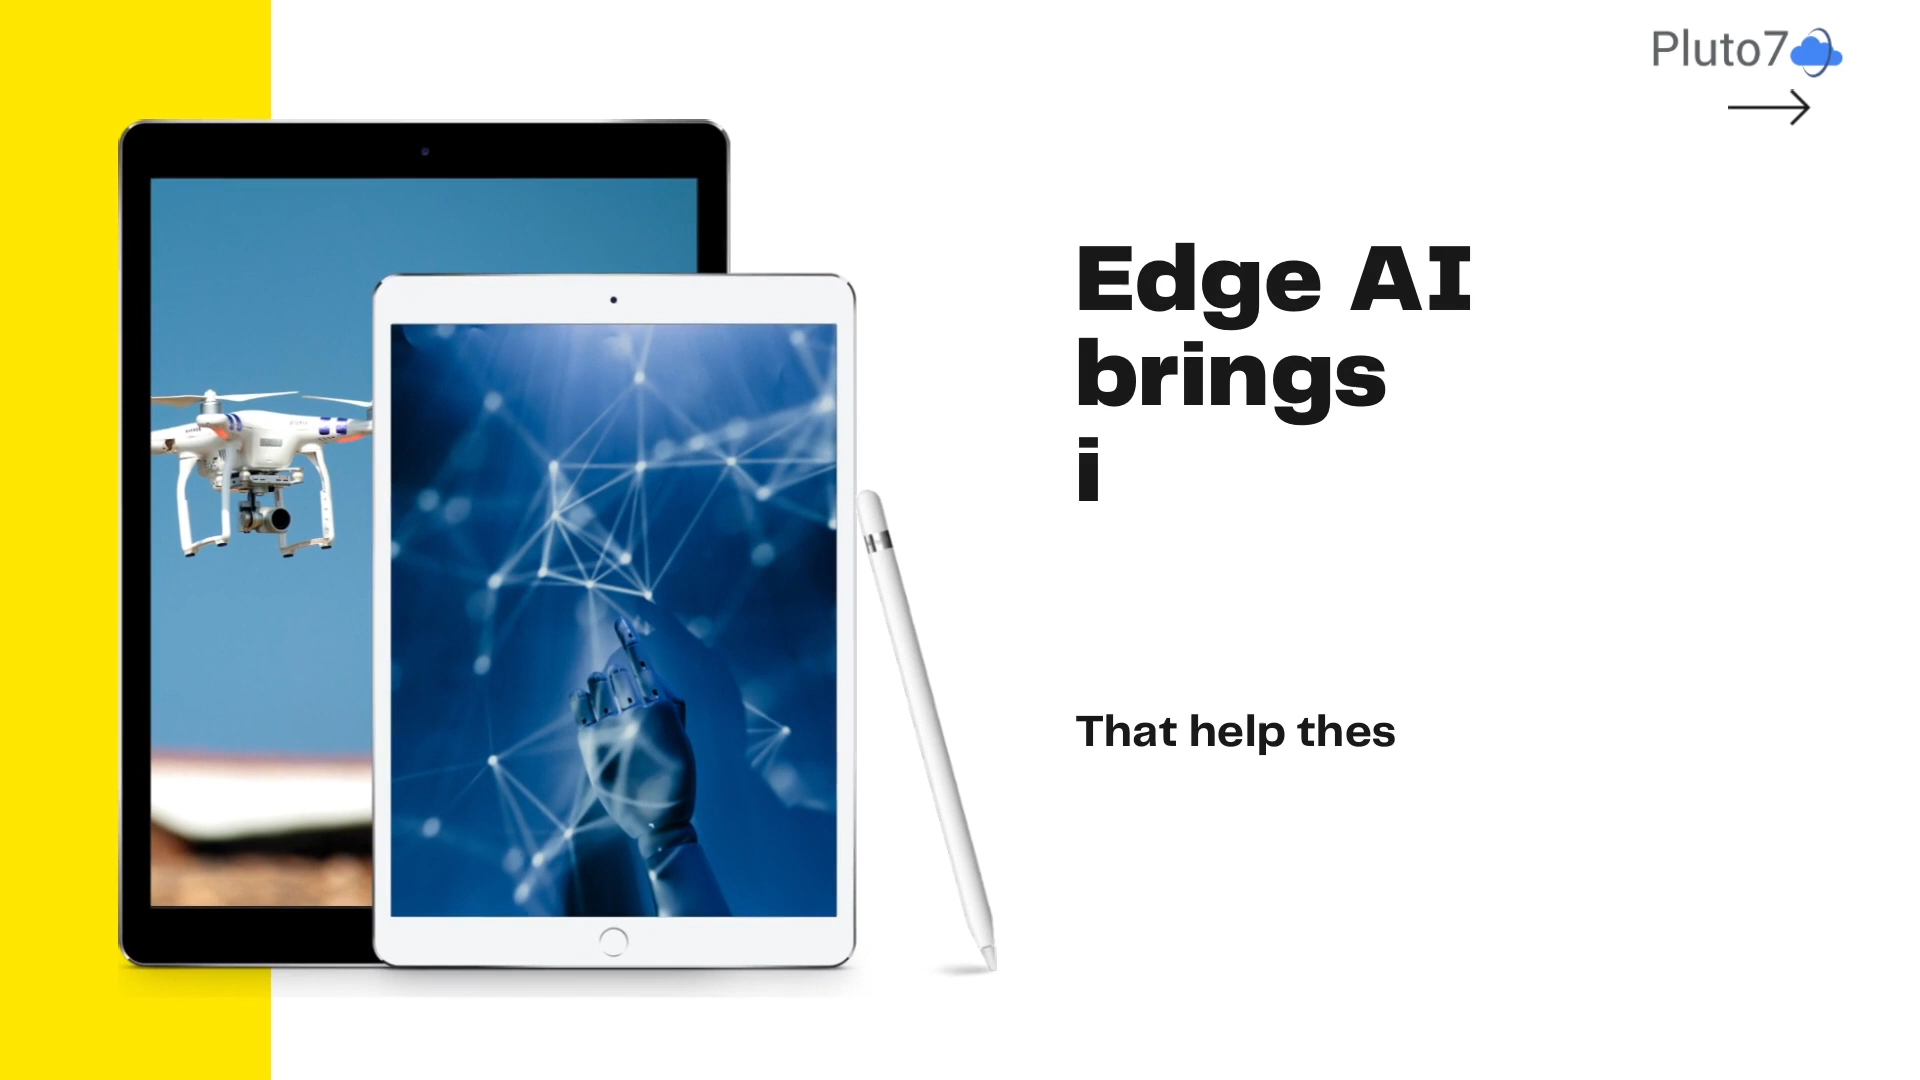 Pluto7
Edge AI
brings
i
That help thes